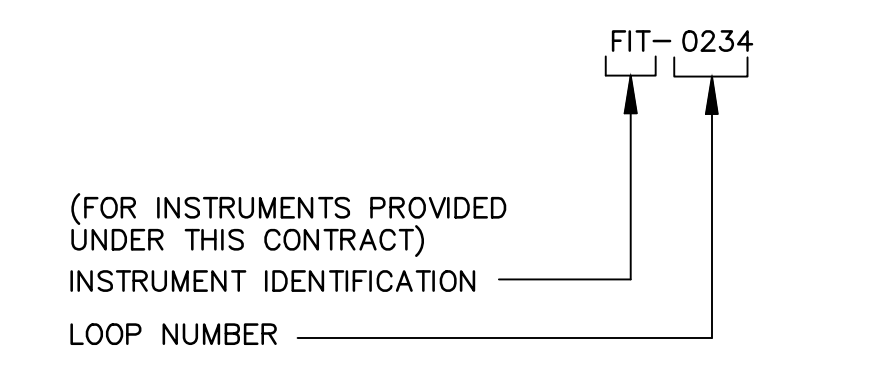 FIT- 0234
(FOR INSTRUMENTS PROVIDED
UNDER THIS CONTRACT)
INSTRUMENT IDENTIFICATION
LOOP NUMBER